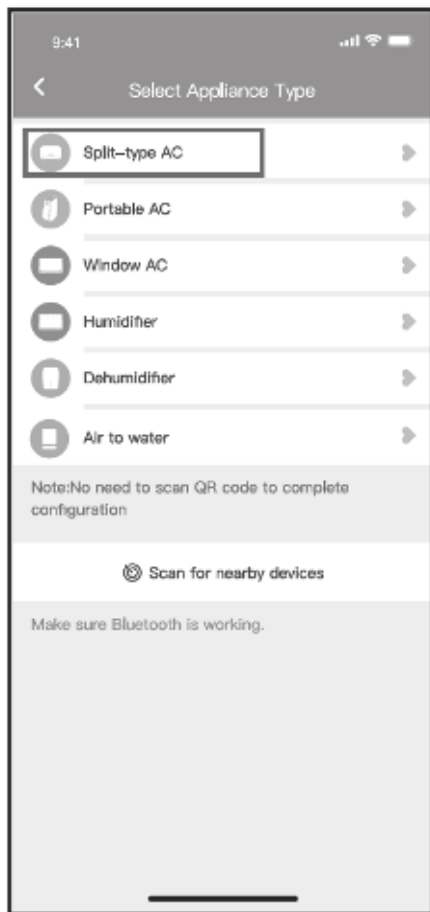 9:41
Select Appliance Type
Split-type AC
Portable AC
Window AC
Humidifier
Dehumidifier
Air to water
Note:No need to scan QR code to complete
configuration
Scan for nearby devices
Make sure Bluetooth is working.